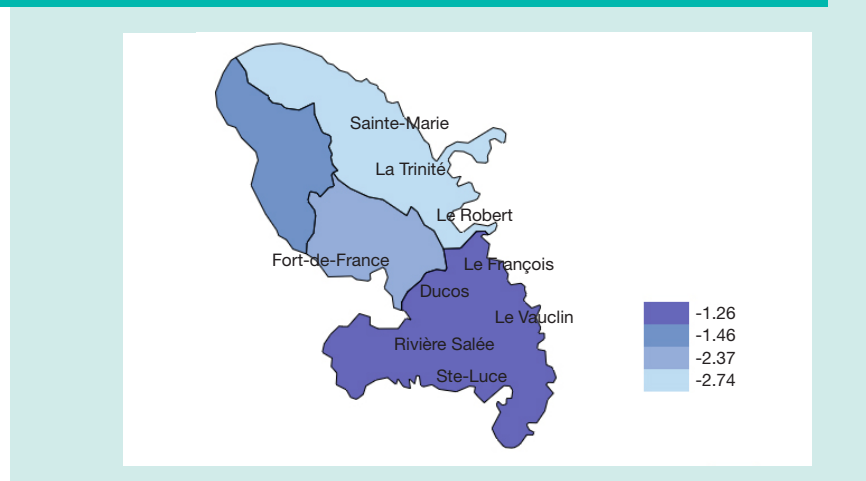 Sainte-Marie
La Trinité
Le Robert
Fort-de-France
Le François
Ducos
Le Vauclin
Rivière Salée
Ste-Luce
-1.26
-1.46
-2.37
-2.74